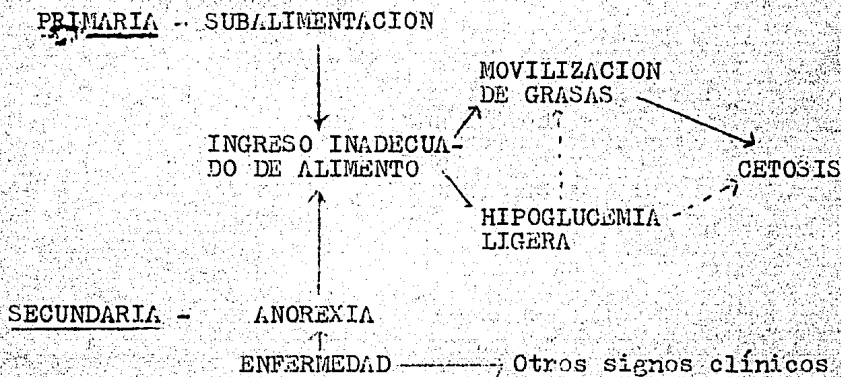 PRIMARIA - SUBALIMENTACION
MOVILIZACION
DE GRASAS
INGRESO INADECUA-
DO DE ALIMENTO
CETOSIS
HIPOGLUCEMIA
LIGERA
SECUNDARIA - ANOREXIA
ENFERMEDAD Otros signos clínicos